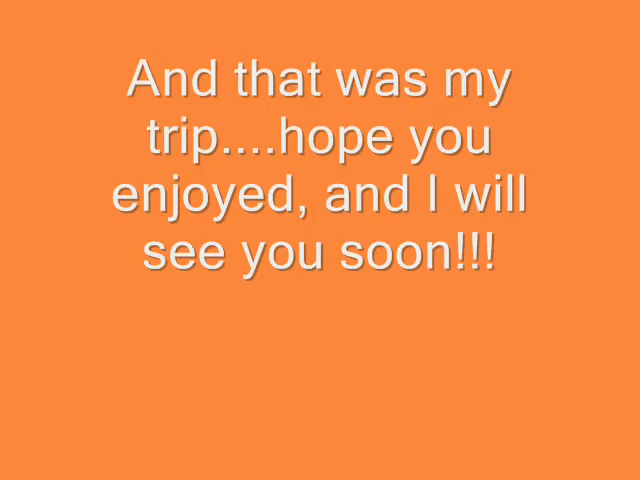 And that was my
trip....hope you
enjoyed, and I will
see you soon!!!